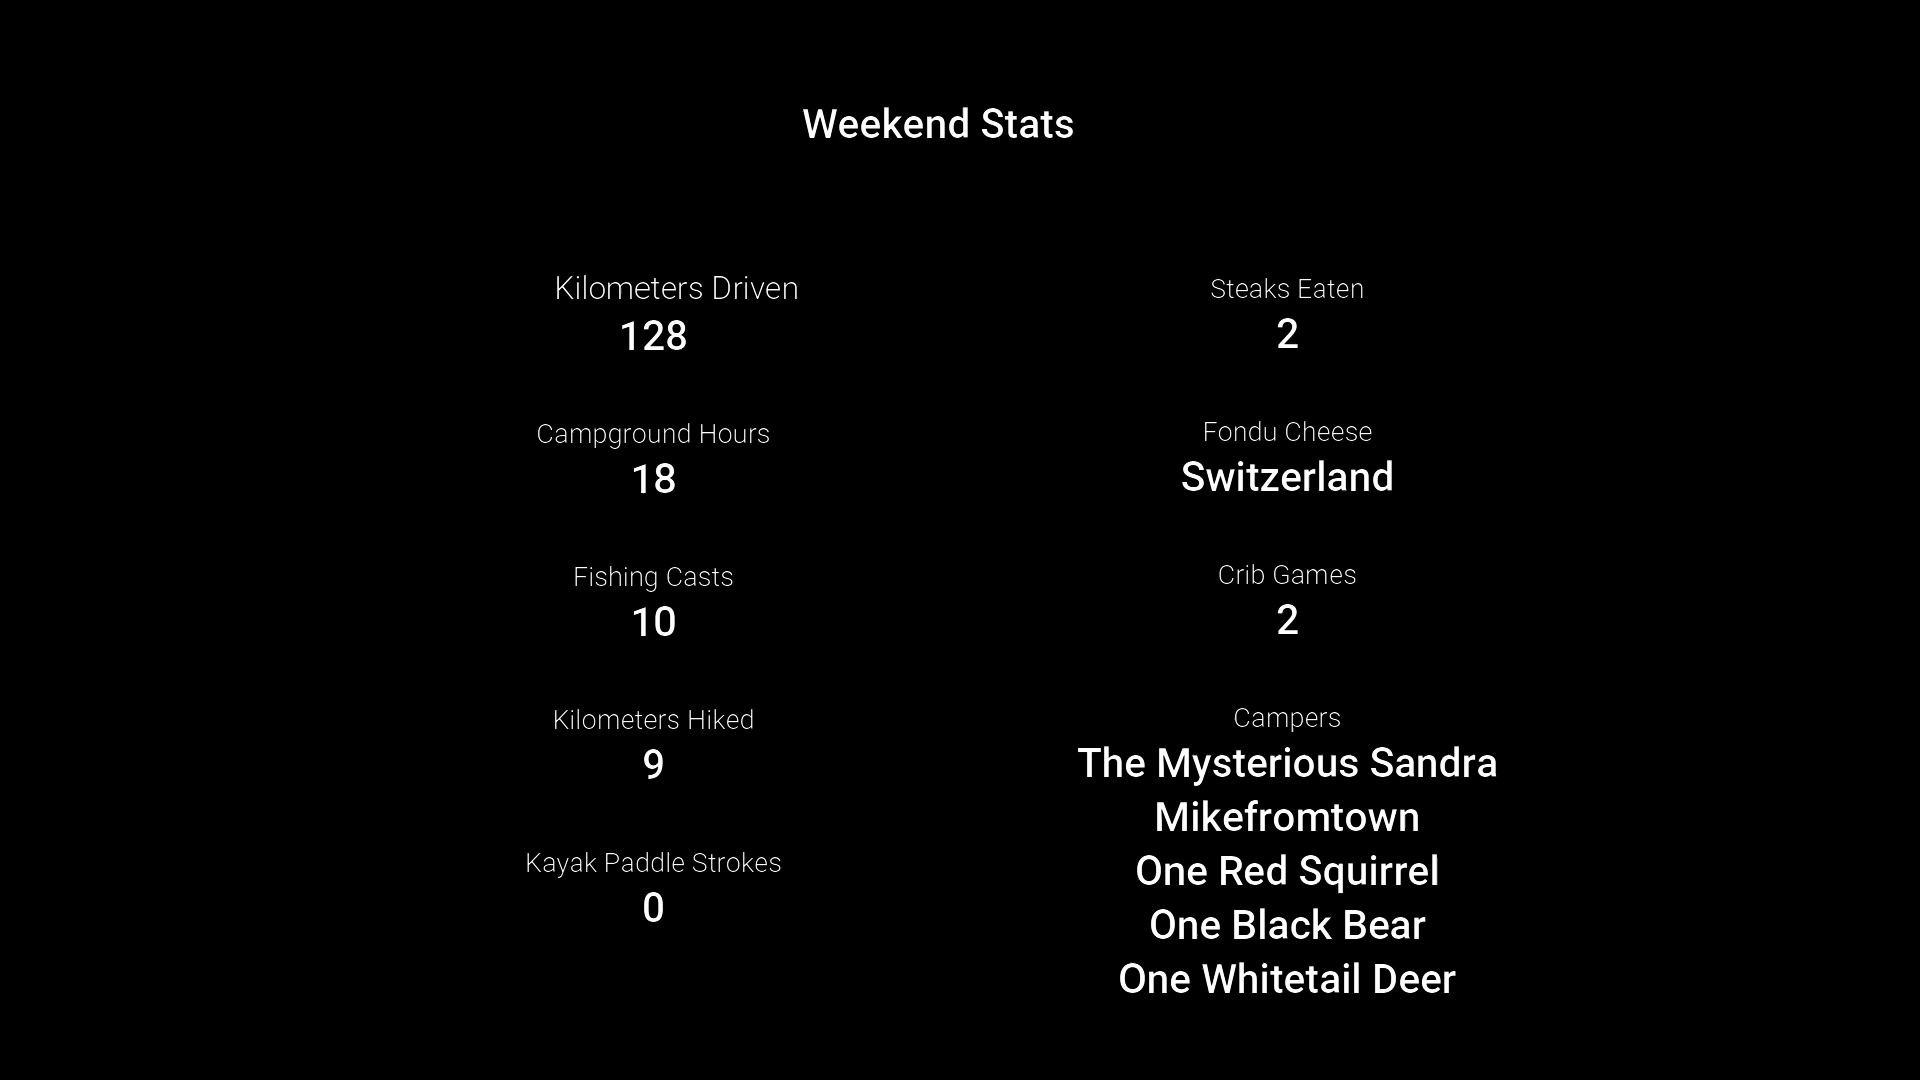 Weekend Stats
Kilometers Driven
128
Campground Hours
18
Fishing Casts
10
Kilometers Hiked
9
Kayak Paddle Strokes
0
Steaks Eaten
2
Fondu Cheese
Switzerland
Crib Games
2
Campers
The Mysterious Sandra
Mikefromtown
One Red Squirrel
One Black Bear
One Whitetail Deer